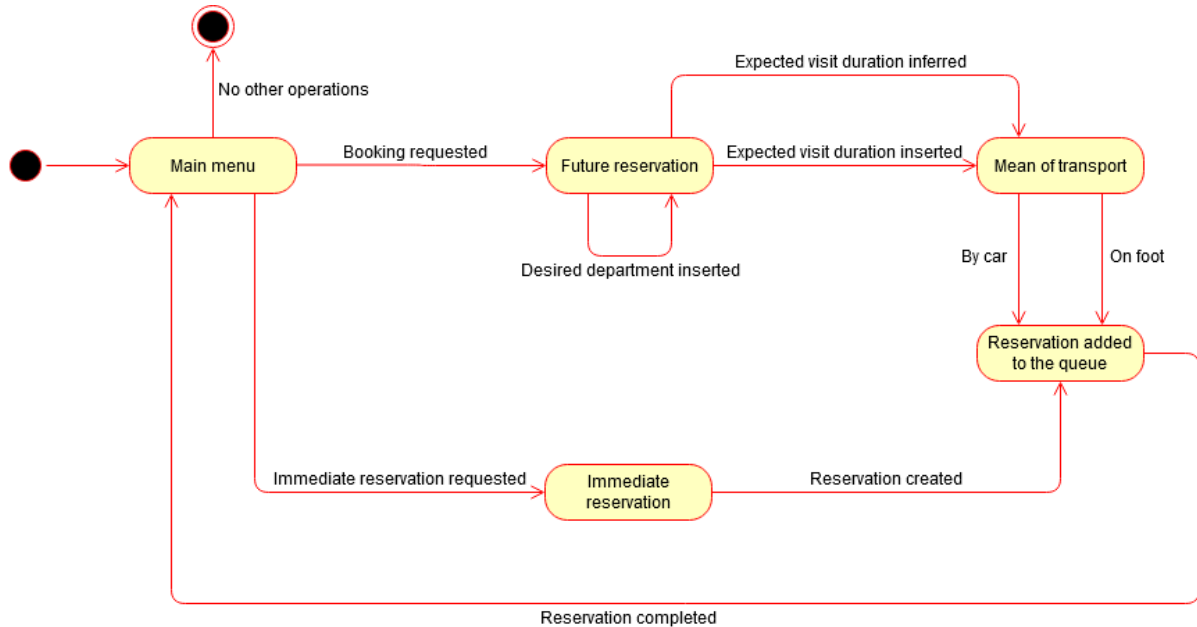 No other operations
Expected visit duration inferred
Main menu
Booking requested
Future reservation
Expected visit duration inserted
Mean of transport
Desired department inserted
By car
On foot
Reservation added
to the queue
Immediate reservation requested
Immediate
reservation
Reservation created
Reservation completed